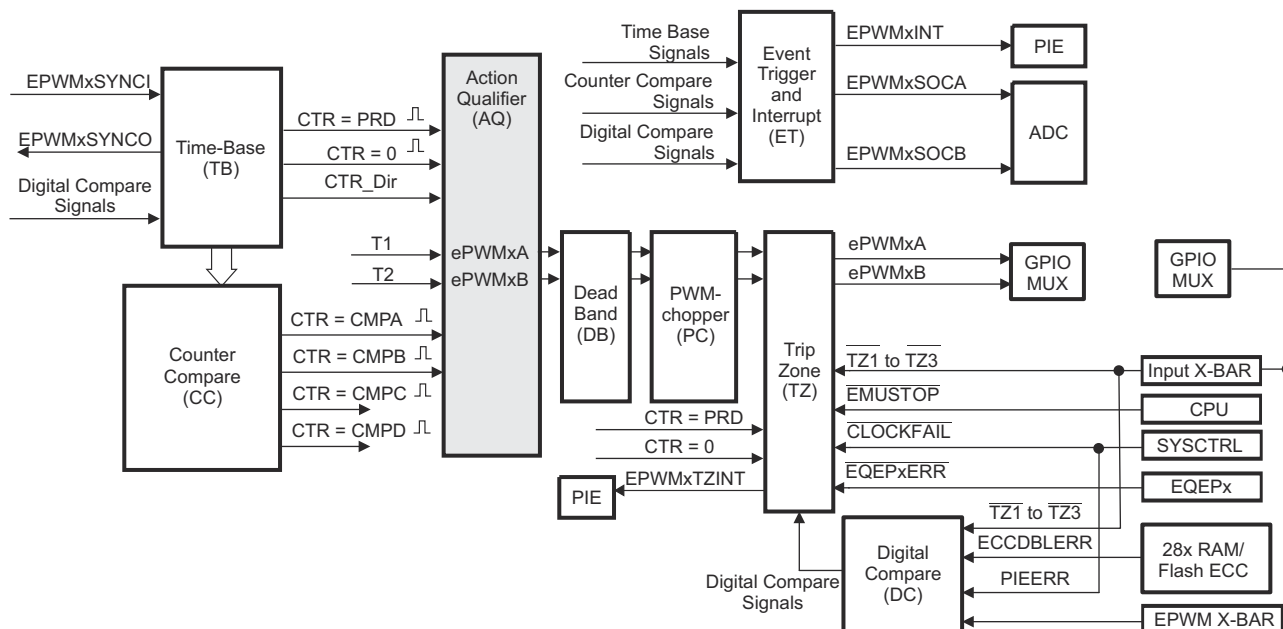 EPWMxSYNCI
EPWMxSYNCO
Digital Compare
Signals
Time-Base
(TB)
CTR = PRD
CTR = 0
CTR_Dir
T1
T2
Counter
Compare
(CC)
CTR = CMPA
CTR = CMPB
CTR = CMPC
CTR = CMPD
Action
Qualifier
(AQ)
ePWMxA
ePWMxB
Time Base
Signals
Counter Compare
Signals
Digital Compare
Signals
Event
Trigger
and
Interrupt
(ET)
EPWMxINT
EPWMxSOCA
EPWMxSOCB
PIE
ADC
Dead
Band
(DB)
PWM-
chopper
(PC)
Trip
Zone
(TZ)
ePWMxA
ePWMxB
GPIO
MUX
GPIO
MUX
TZ1 to TZ3
EMUSTOP
CLOCKFAIL
EQEPxERR
Input X-BAR
CPU
SYSCTRL
EQEPx
CTR = PRD
CTR = 0
EPWMxTZINT
PIE
TZ1 to TZ3
ECCDBLERR
PIEERR
Digital Compare
Signals
Digital
Compare
(DC)
28x RAM/
Flash ECC
EPWM X-BAR